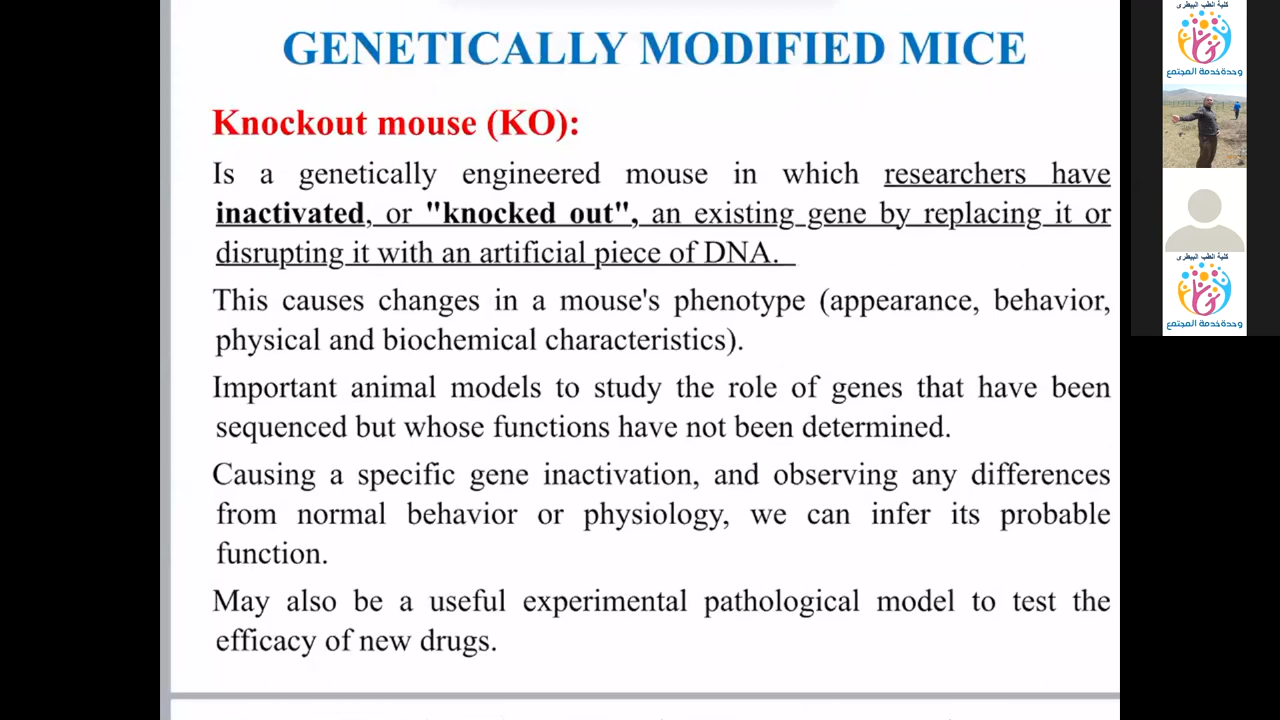 GENETICALLY MODIFIED MICE
Knockout mouse (KO):
Is a genetically engineered mouse in which researchers have
inactivated, or "knocked out", an existing gene by replacing it or
disrupting it with an artificial piece of DNA.
This causes changes in a mouse's phenotype (appearance, behavior,
physical and biochemical characteristics).
Important animal models to study the role of genes that have been
sequenced but whose functions have not been determined.
Causing a specific gene inactivation, and observing any differences
from normal behavior or physiology, we can infer its probable
function.
May also be a useful experimental pathological model to test the
efficacy of new drugs.
كلية الطب البيطرى
وحدة خدمة المجتمع
كلية الطب البيطرى
وحدة خدمة المجتمع